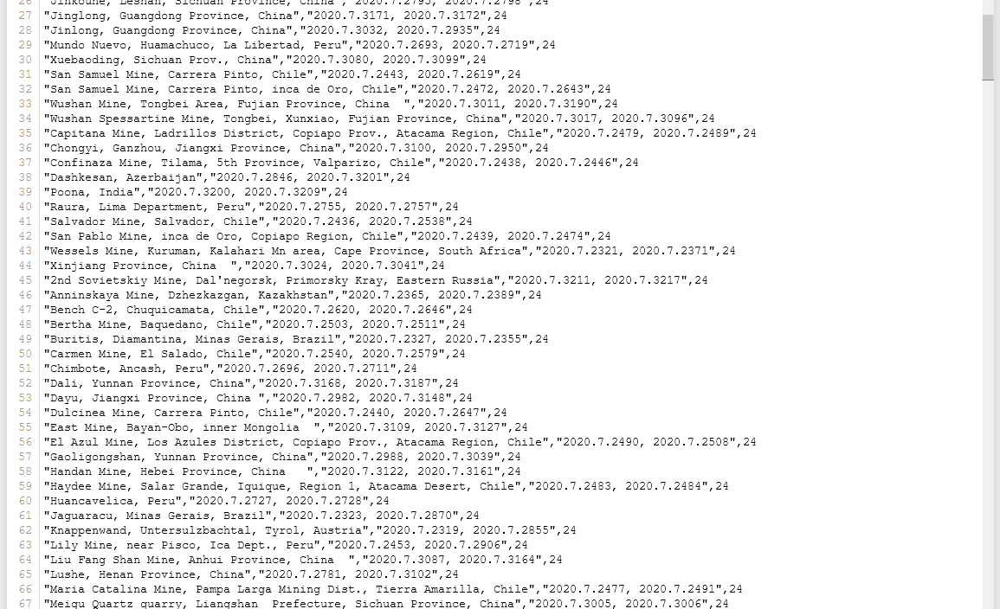 26 "Jinkouhe, Leshan, Sichuan Province, China","2020.7.2795, 2020.7.2798",24
27 "Jinglong, Guangdong Province, China","2020.7.3171, 2020.7.3172",24
28 "Jinlong, Guangdong Province, China","2020.7.3032, 2020.7.2935",24
29 "Mundo Nuevo, Huamachuco, La Libertad, Peru","2020.7.2693, 2020.7.2719",24
30 "Xuebaoding, Sichuan Prov., China","2020.7.3080, 2020.7.3099",24
31 "San Samuel Mine, Carrera Pinto, Chile","2020.7.2443, 2020.7.2619",24
32 "San Samuel Mine, Carrera Pinto, inca de Oro, Chile","2020.7.2472, 2020.7.2643",24
33 "Wushan Mine, Tongbei Area, Fujian Province, China  ","2020.7.3011, 2020.7.3190",24
34 "Wushan Spessartine Mine, Tongbei, Xunxiao, Fujian Province, China","2020.7.3017, 2020.7.3096",24
35 "Capitana Mine, Ladrillos District, Copiapo Prov., Atacama Region, Chile","2020.7.2479, 2020.7.2489",24
36 "Chongyi, Ganzhou, Jiangxi Province, China","2020.7.3100, 2020.7.2950",24
37 "Confinaza Mine, Tilama, 5th Province, Valparizo, Chile","2020.7.2438, 2020.7.2446",24
38 "Dashkesan, Azerbaijan","2020.7.2846, 2020.7.3201",24
39 "Poona, India","2020.7.3200, 2020.7.3209",24
40 "Raura, Lima Department, Peru","2020.7.2755, 2020.7.2757",24
41 "Salvador Mine, Salvador, Chile","2020.7.2436, 2020.7.2538",24
42 "San Pablo Mine, inca de Oro, Copiapo Region, Chile","2020.7.2439, 2020.7.2474",24
43 "Wessels Mine, Kuruman, Kalahari Mn area, Cape Province, South Africa","2020.7.2321, 2020.7.2371",24
44 "Xinjiang Province, China  ","2020.7.3024, 2020.7.3041",24
45 "2nd Sovietskiy Mine, Dal'negorsk, Primorsky Kray, Eastern Russia","2020.7.3211, 2020.7.3217",24
46 "Anninskaya Mine, Dzhezkazgan, Kazakhstan","2020.7.2365, 2020.7.2389",24
47 "Bench C-2, Chuquicamata, Chile","2020.7.2620, 2020.7.2646",24
48 "Bertha Mine, Baquedano, Chile","2020.7.2503, 2020.7.2511",24
49 "Buritis, Diamantina, Minas Gerais, Brazil","2020.7.2327, 2020.7.2355",24
50 "Carmen Mine, El Salado, Chile","2020.7.2540, 2020.7.2579",24
51 "Chimbote, Ancash, Peru","2020.7.2696, 2020.7.2711",24
52 "Dali, Yunnan Province, China","2020.7.3168, 2020.7.3187",24
53 "Dayu, Jiangxi Province, China ","2020.7.2982, 2020.7.3148",24
54 "Dulcinea Mine, Carrera Pinto, Chile","2020.7.2440, 2020.7.2647",24
55 "East Mine, Bayan-Obo, inner Mongolia  ","2020.7.3109, 2020.7.3127",24
56 "El Azul Mine, Los Azules District, Copiapo Prov., Atacama Region, Chile","2020.7.2490, 2020.7.2508",24
57 "Gaoligongshan, Yunnan Province, China","2020.7.2988, 2020.7.3039",24
58 "Handan Mine, Hebei Province, China   ","2020.7.3122, 2020.7.3161",24
59 "Haydee Mine, Salar Grande, Iquique, Region 1, Atacama Desert, Chile","2020.7.2483, 2020.7.2484",24
60 "Huancavelica, Peru","2020.7.2727, 2020.7.2728",24
61 "Jaguaracu, Minas Gerais, Brazil","2020.7.2323, 2020.7.2870",24
62 "Knappenwand, Untersulzbachtal, Tyrol, Austria","2020.7.2319, 2020.7.2855",24
63 "Lily Mine, near Pisco, Ica Dept., Peru","2020.7.2453, 2020.7.2906",24
64 "Liu Fang Shan Mine, Anhui Province, China  ","2020.7.3087, 2020.7.3164",24
65 "Lushe, Henan Province, China","2020.7.2781, 2020.7.3102",24
66 "Maria Catalina Mine, Pampa Larga Mining Dist., Tierra Amarilla, Chile","2020.7.2477, 2020.7.2491",24
67 "Meigu Quartz quarry, Liangshan  Prefecture, Sichuan Province, China","2020.7.3005, 2020.7.3006",24